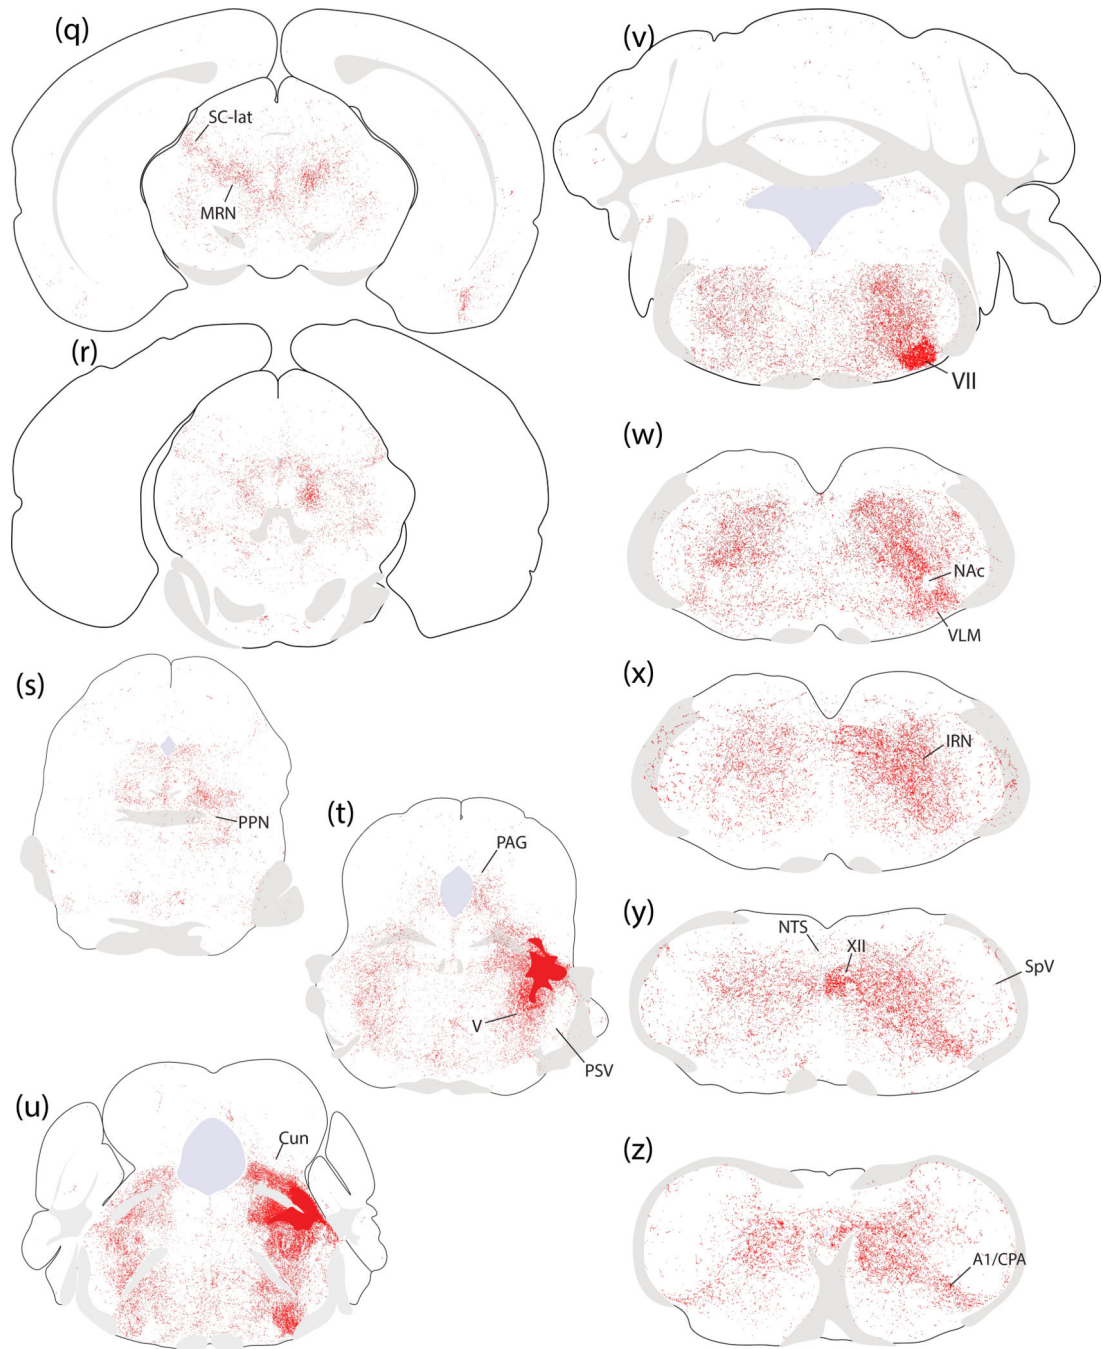 (q)
SC-lat
MRN
(r)
(s)
PPN
(t)
PAG
V
PSV
(u)
Cun
(v)
VII
(w)
NAc
VLM
(x)
IRN
(y)
NTS
XII
SpV
(z)
A1/CPA